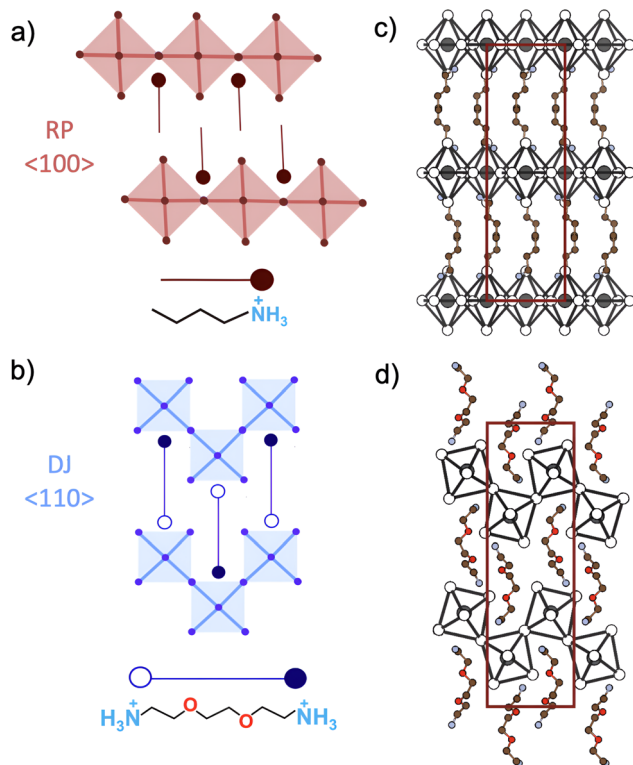 a)
RP
<100>
+
NH3
b)
DJ
<110>
+
H3N
O
O
+
NH3
c)
d)